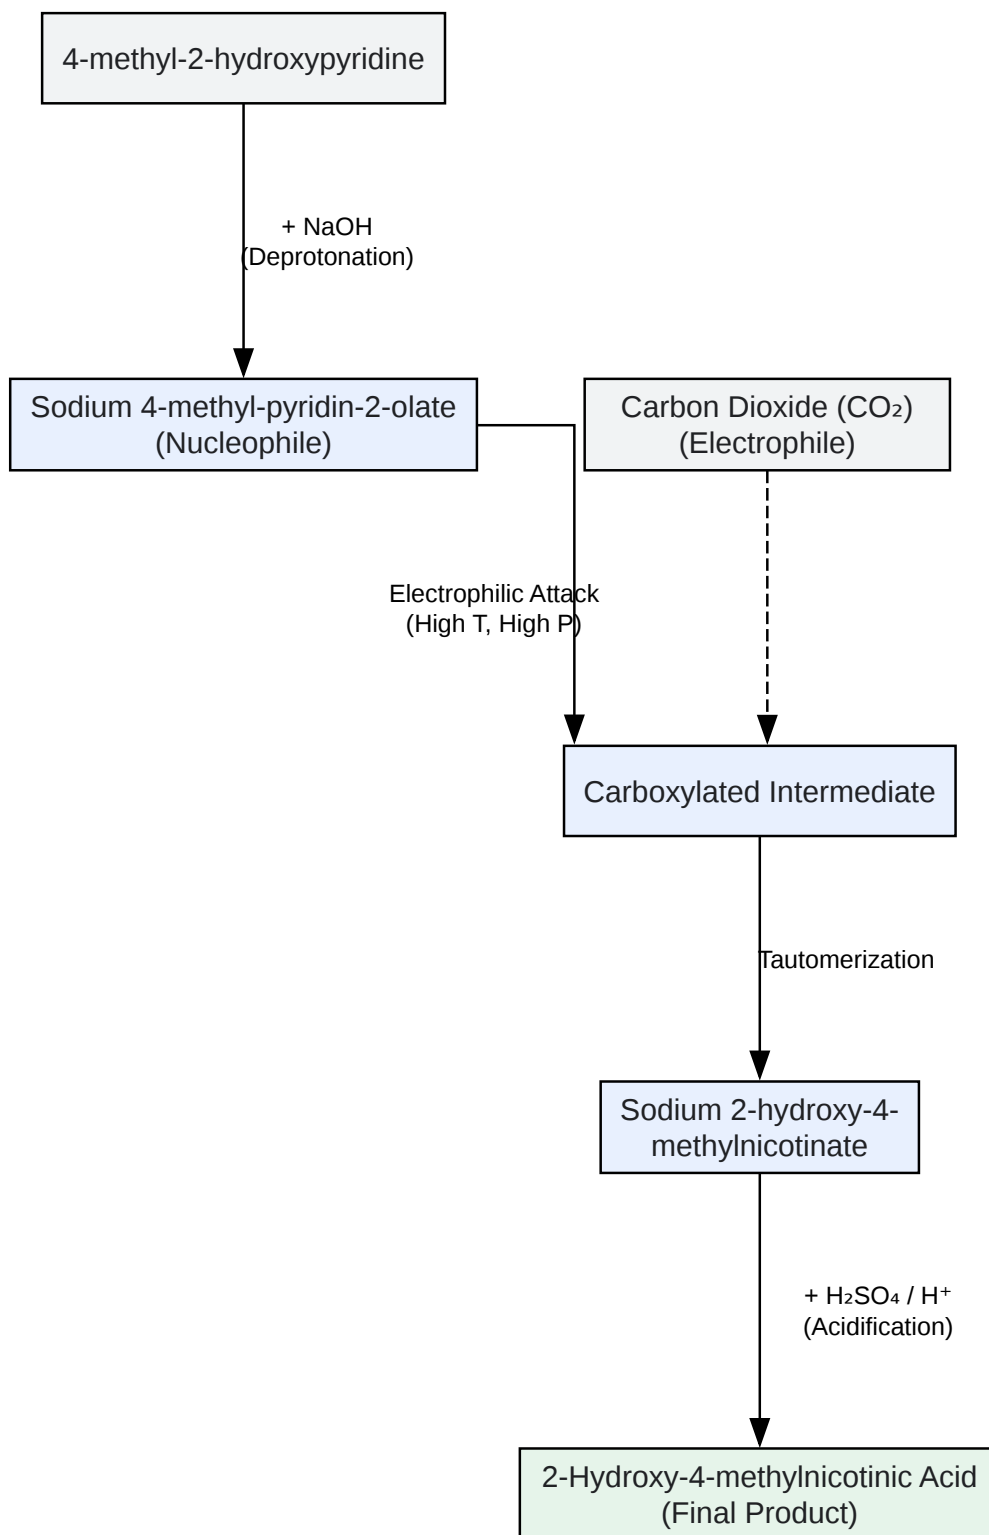 4-methyl-2-hydroxypyridine
+ NaOH
(Deprotonation)
Sodium 4-methyl-pyridin-2-olate
(Nucleophile)
Carbon Dioxide (CO₂)
(Electrophile)
Electrophilic Attack
(High T, High P)
Carboxylated Intermediate
Tautomerization
Sodium 2-hydroxy-4-
methylnicotinate
+ H₂SO₄ / H⁺
(Acidification)
2-Hydroxy-4-methylnicotinic Acid
(Final Product)